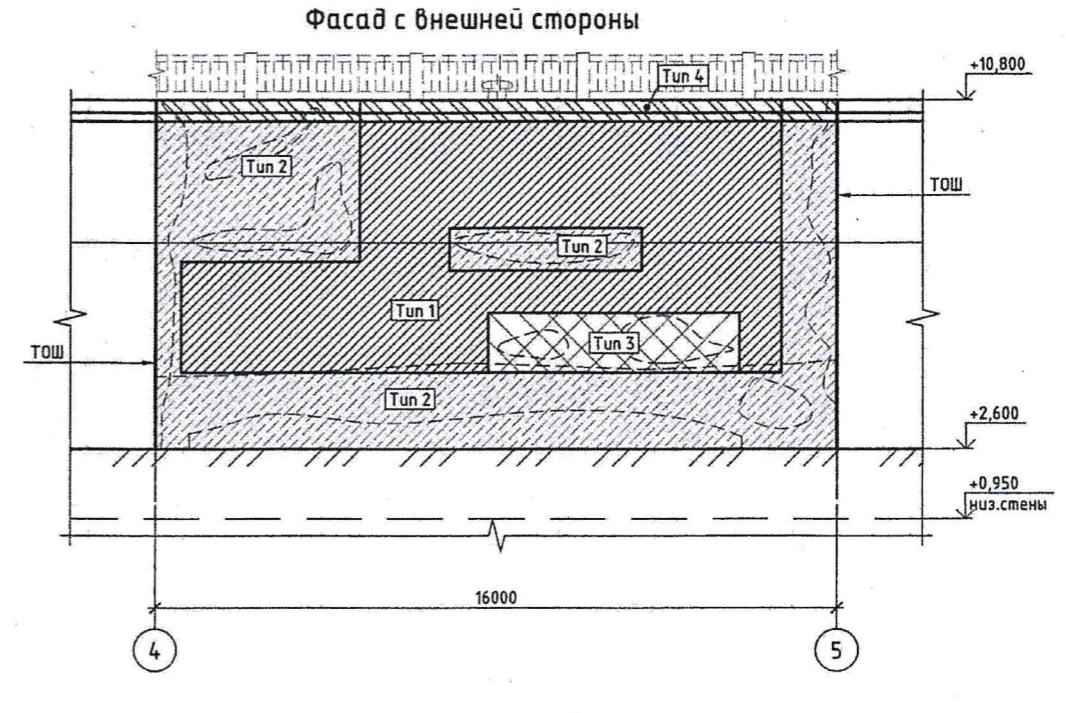 Фасад с внешней стороны
Тип 4
+10,800
Тип 2
ТОШ
Тип 2
Тип 1
Тип 3
ТОШ
Тип 2
+2,600
+0,950
низ.стены
16000
4
5